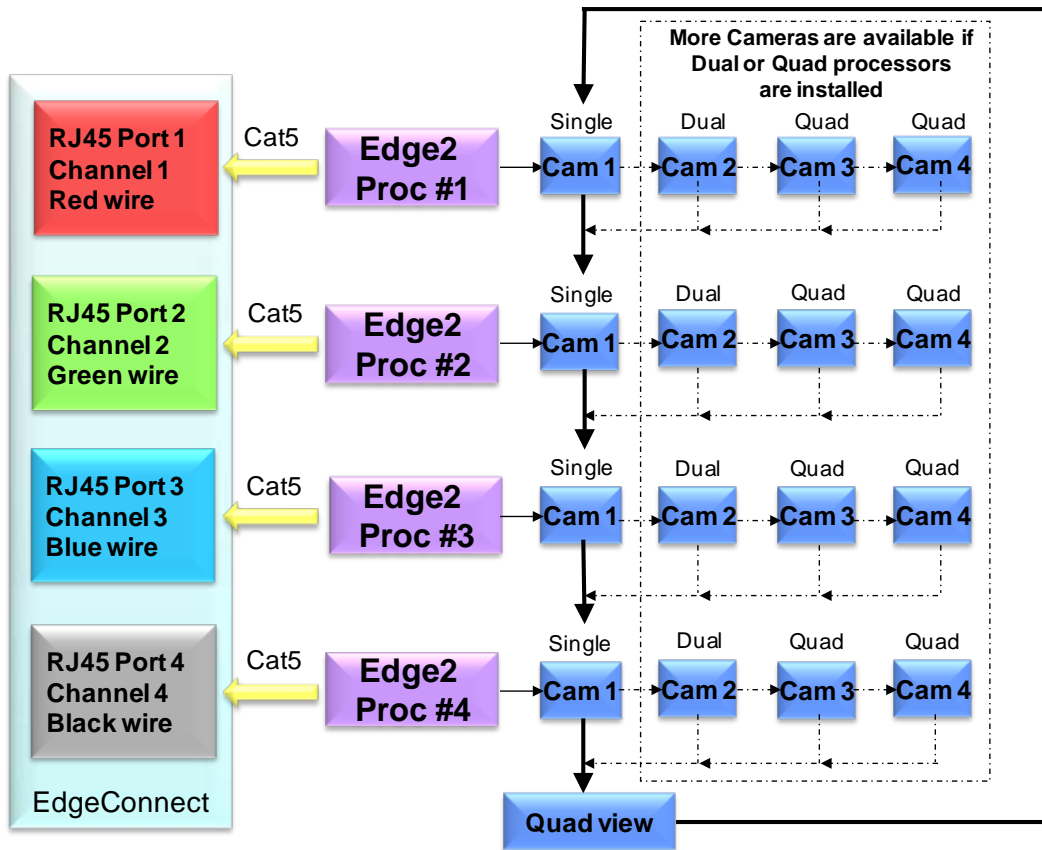 More Cameras are available if
Dual or Quad processors
are installed
RJ45 Port 1
Channel 1
Red wire
Cat5
Edge2
Proc #1
Single
Cam 1
Dual
Cam 2
Quad
Cam 3
Quad
Cam 4
RJ45 Port 2
Channel 2
Green wire
Cat5
Edge2
Proc #2
Single
Cam 1
Dual
Cam 2
Quad
Cam 3
Quad
Cam 4
RJ45 Port 3
Channel 3
Blue wire
Cat5
Edge2
Proc #3
Single
Cam 1
Dual
Cam 2
Quad
Cam 3
Quad
Cam 4
RJ45 Port 4
Channel 4
Black wire
Cat5
Edge2
Proc #4
Single
Cam 1
Dual
Cam 2
Quad
Cam 3
Quad
Cam 4
EdgeConnect
Quad view